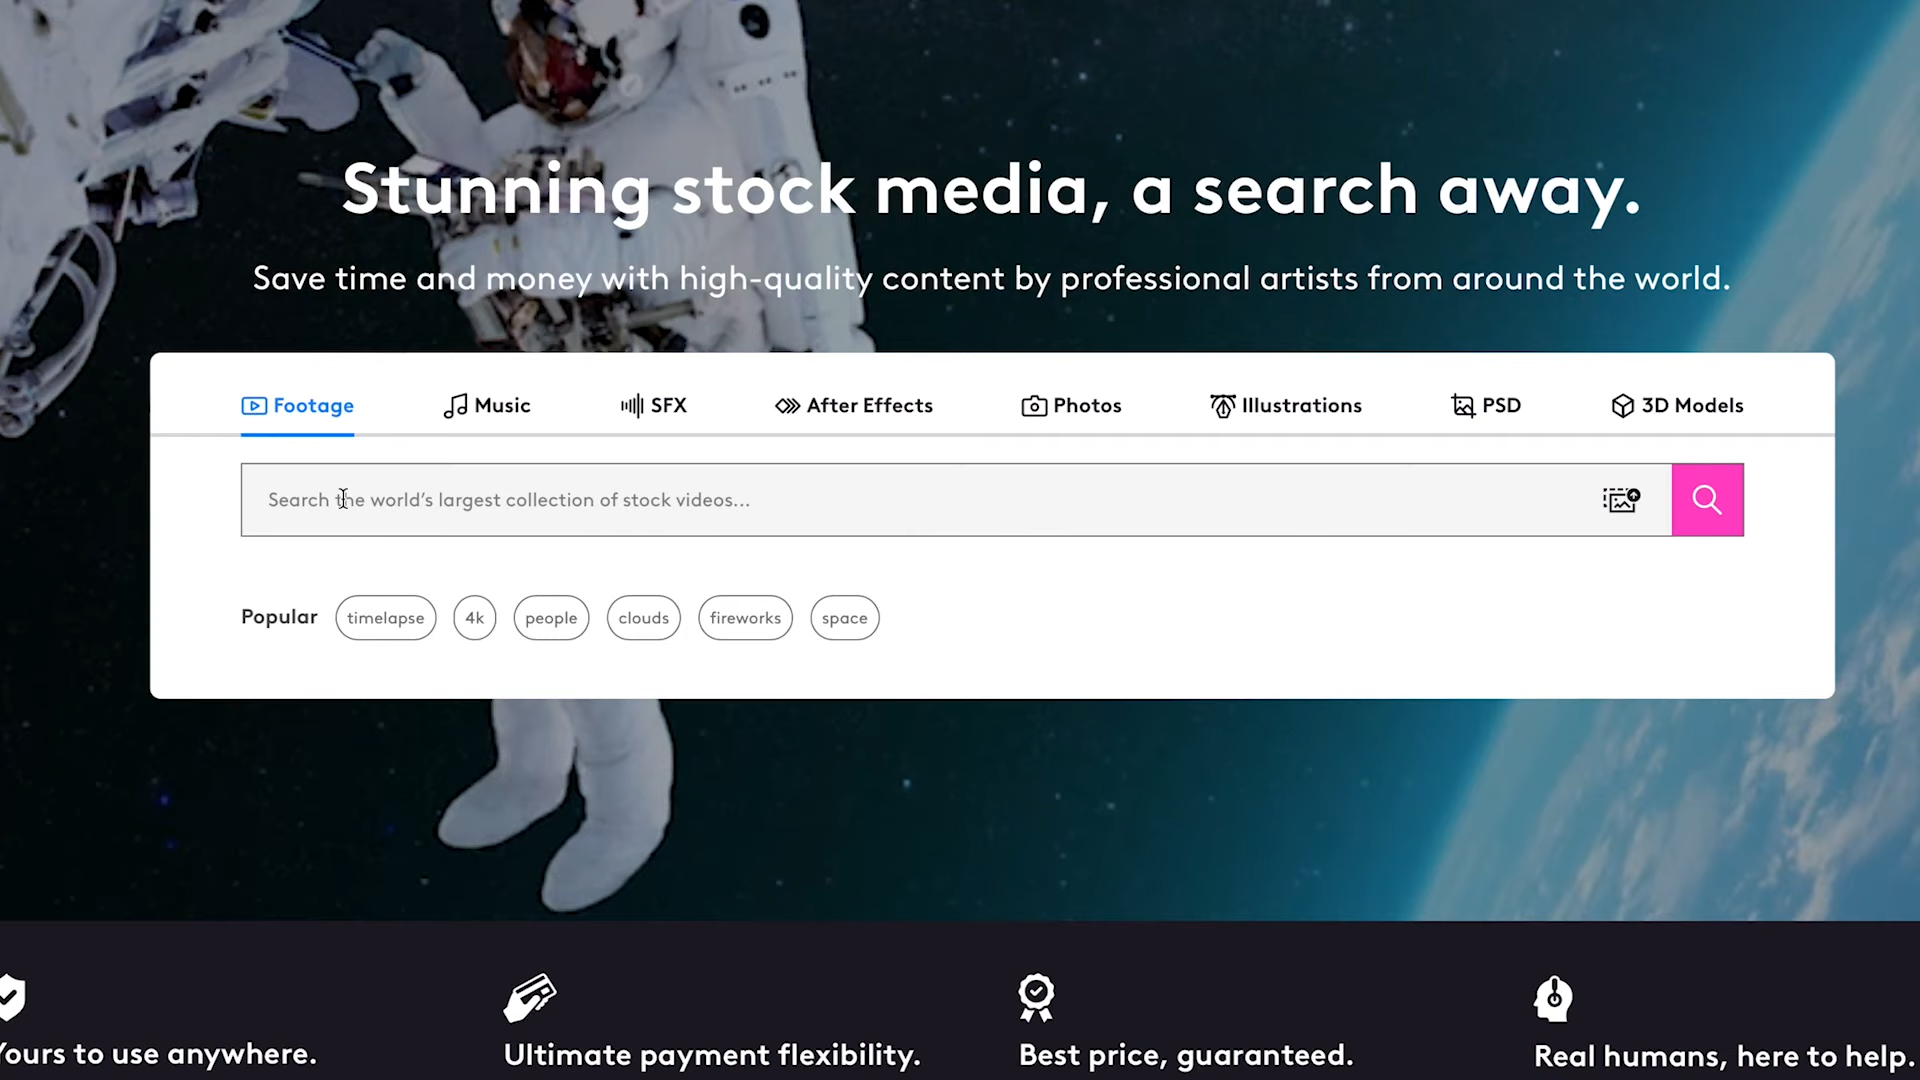 Stunning stock media, a search away.
Save time and money with high-quality content by professional artists from around the world.
Footage Music SFX After Effects Photos Illustrations PSD 3D Models
Search the world's largest collection of stock videos...
Popular timelapse 4k people clouds fireworks space
Yours to use anywhere. Ultimate payment flexibility. Best price, guaranteed. Real humans, here to help.